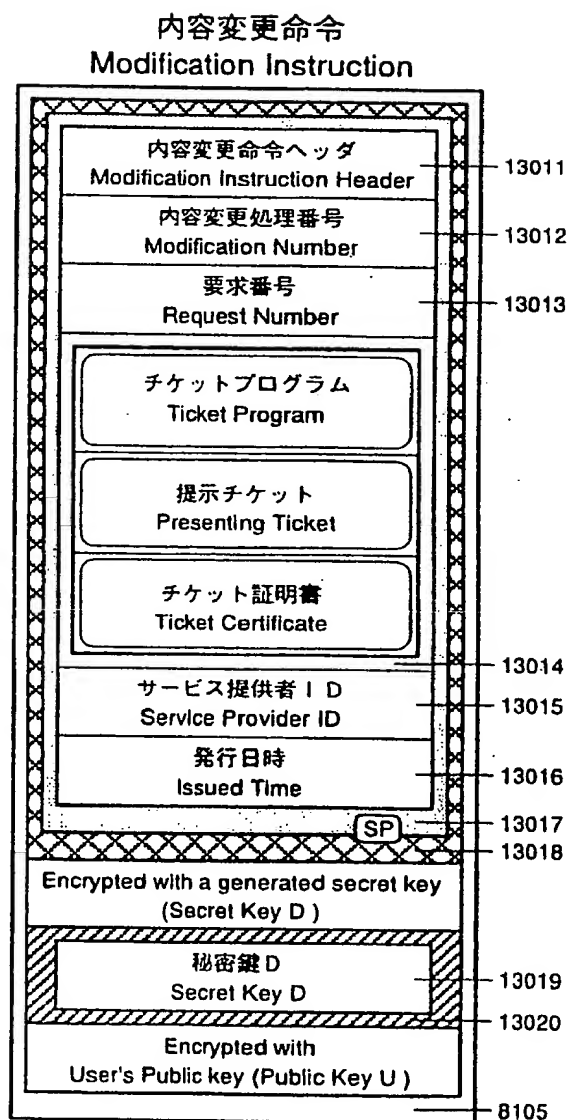 内容変更命令
Modification Instruction
内容変更命令ヘッダ
Modification Instruction Header
13011
内容変更処理番号
Modification Number
13012
要求番号
Request Number
13013
チケットプログラム
Ticket Program
提示チケット
Presenting Ticket
チケット証明書
Ticket Certificate
13014
サービス提供者ID
Service Provider ID
13015
発行日時
Issued Time
13016
13017
SP
13018
Encrypted with a generated secret key
(Secret Key D )
秘密鍵D
Secret Key D
13019
13020
Encrypted with
User's Public key (Public Key U )
8105